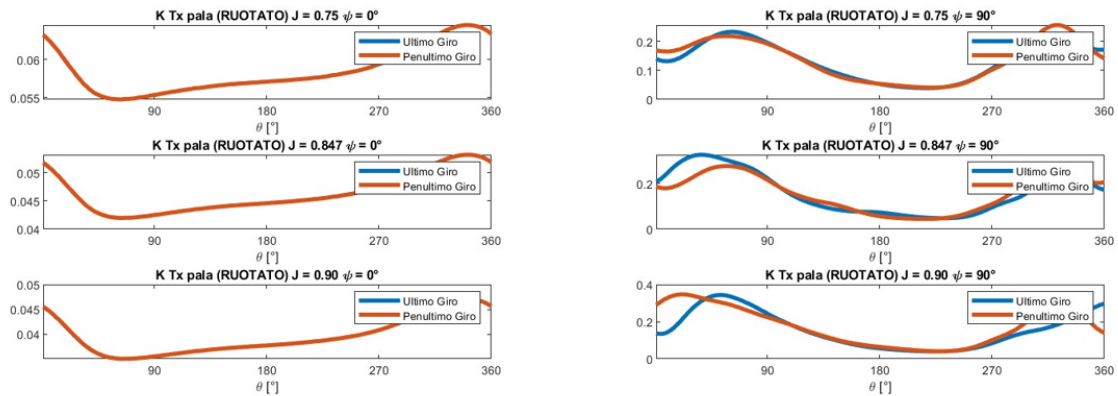 K Tx pala (RUOTATO) J = 0.75 ψ = 0°
0.06
0.055
90 180 270 360
θ [°]
Ultimo Giro
Penultimo Giro
K Tx pala (RUOTATO) J = 0.75 ψ = 90°
0.2
0.1
0
90 180 270 360
θ [°]
Ultimo Giro
Penultimo Giro
K Tx pala (RUOTATO) J = 0.847 ψ = 0°
0.05
0.045
0.04
90 180 270 360
θ [°]
Ultimo Giro
Penultimo Giro
K Tx pala (RUOTATO) J = 0.847 ψ = 90°
0.2
0
90 180 270 360
θ [°]
Ultimo Giro
Penultimo Giro
K Tx pala (RUOTATO) J = 0.90 ψ = 0°
0.05
0.045
0.04
90 180 270 360
θ [°]
Ultimo Giro
Penultimo Giro
K Tx pala (RUOTATO) J = 0.90 ψ = 90°
0.4
0.2
0
90 180 270 360
θ [°]
Ultimo Giro
Penultimo Giro